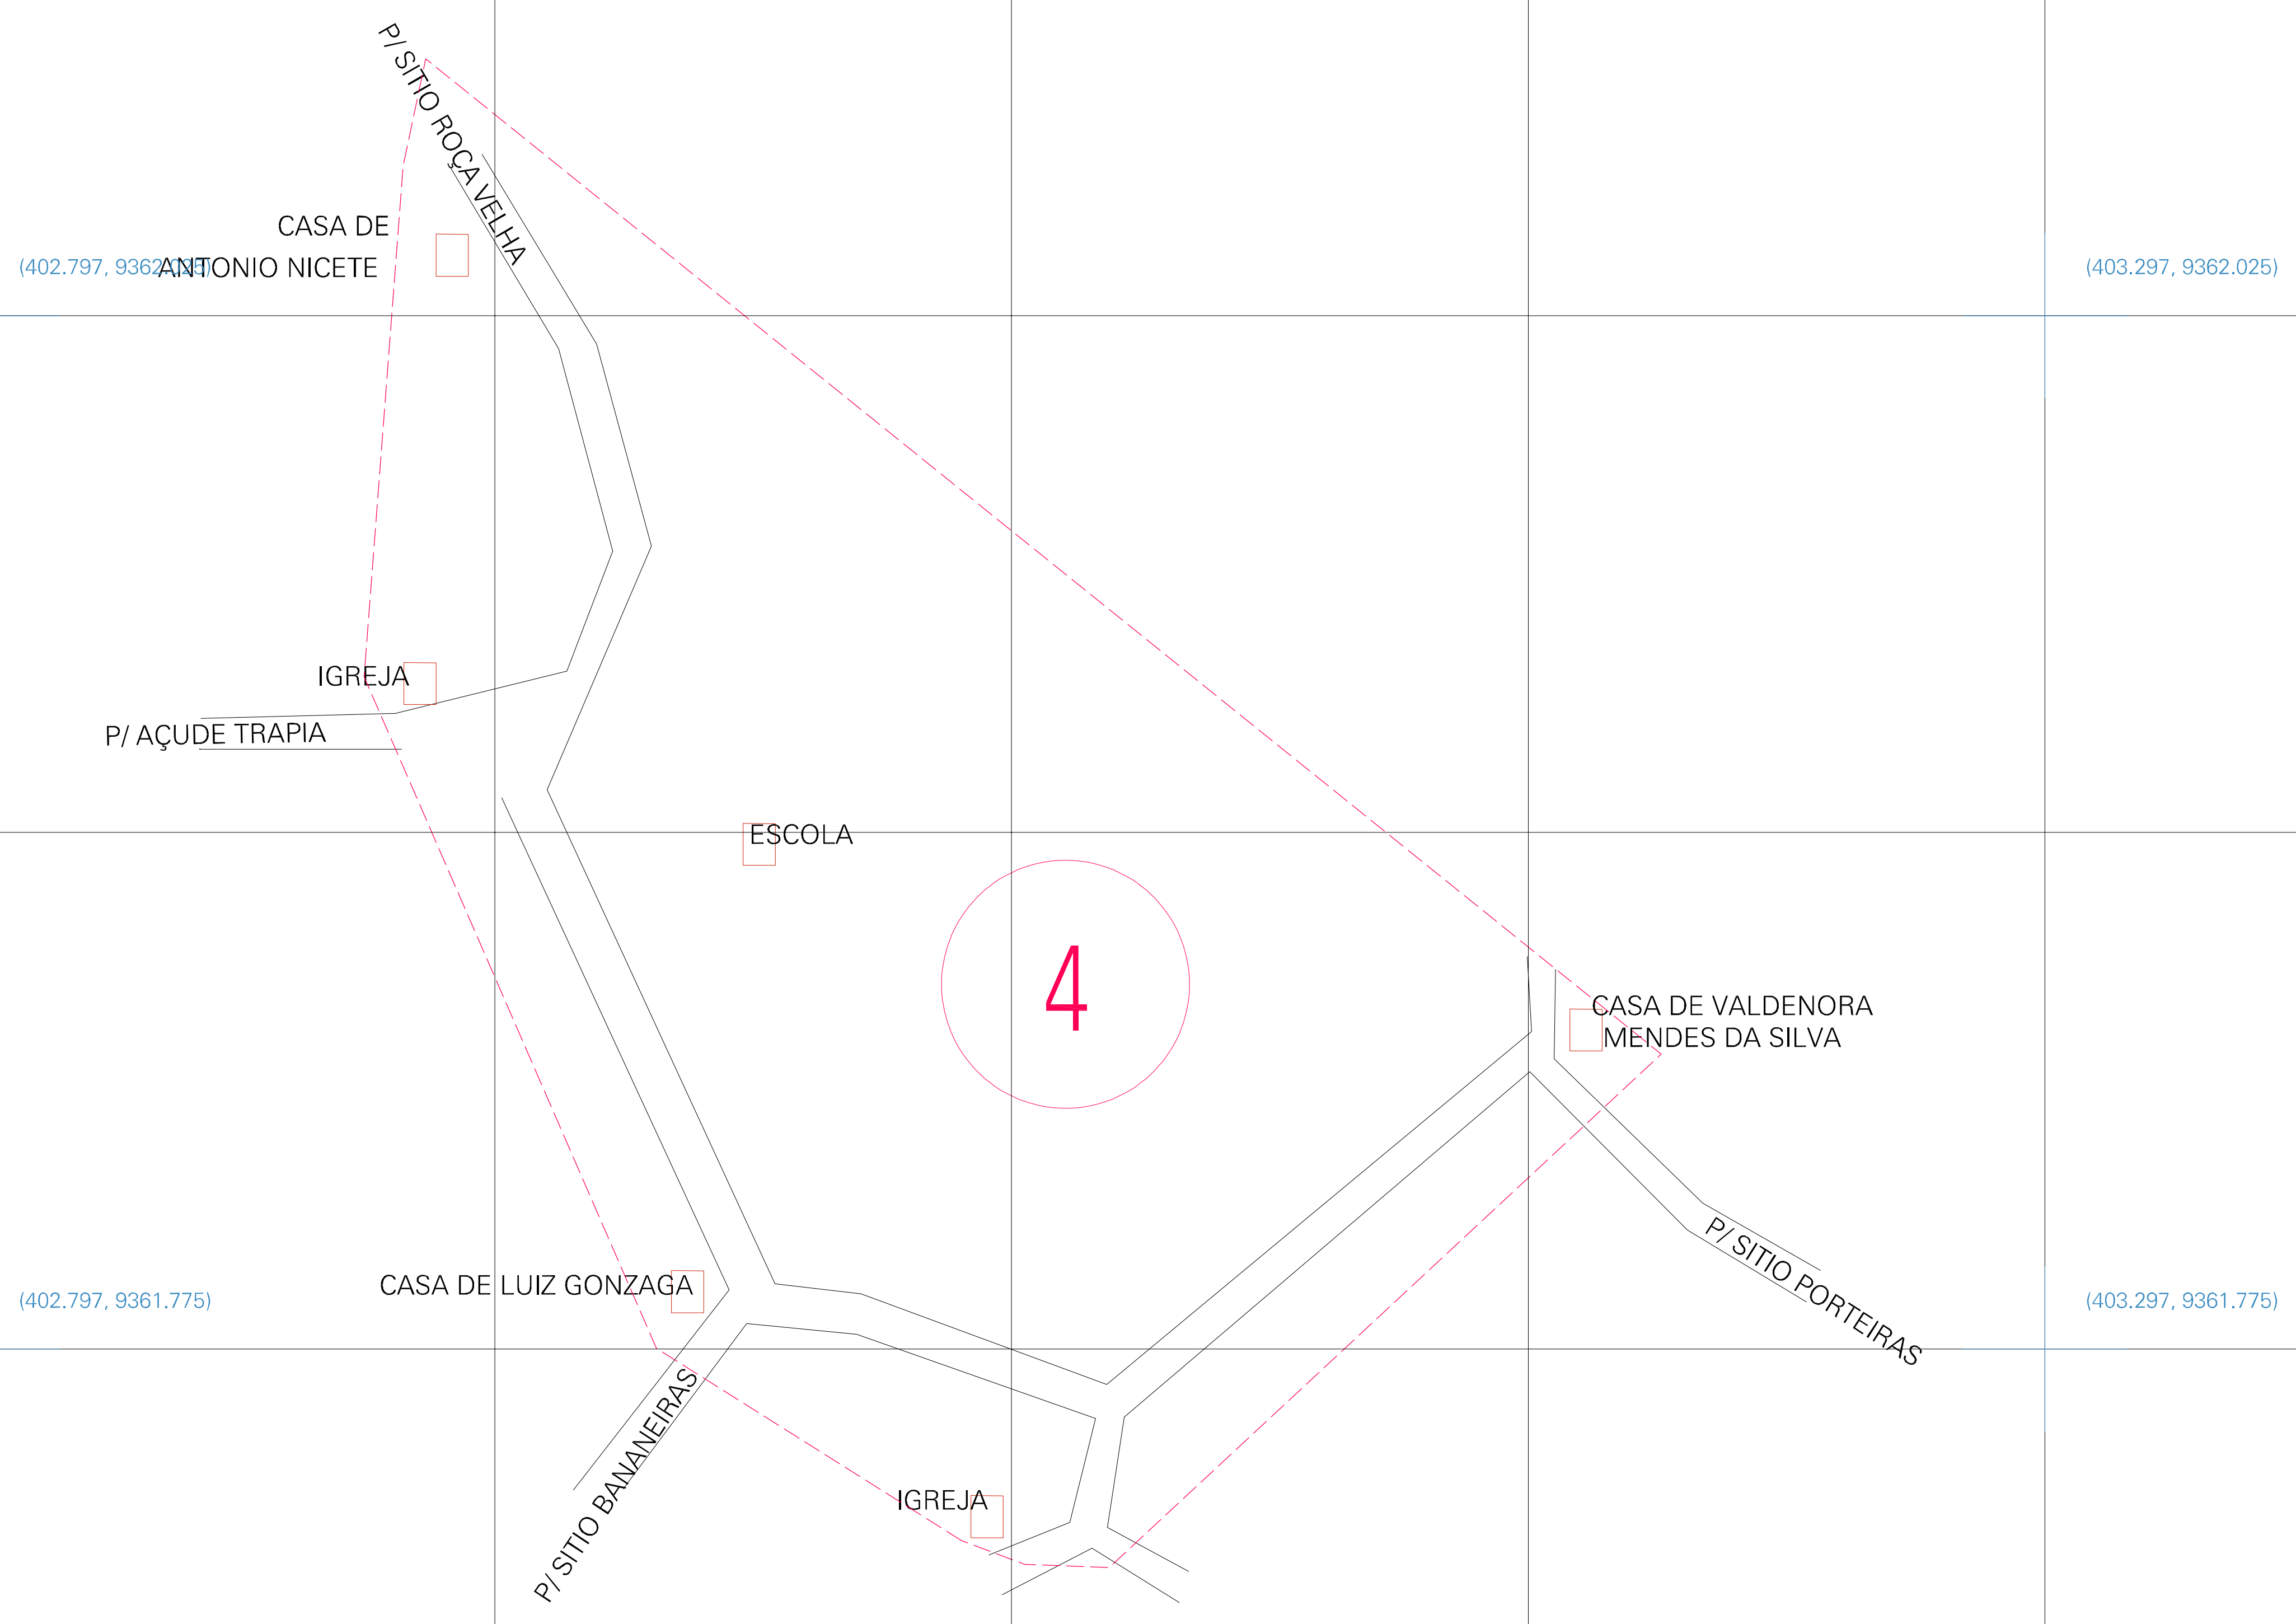 P/ SITIO ROÇA VELHA
CASA DE
ANTONIO NICETE
(402.797, 9362.025)
(403.297, 9362.025)
IGREJA
P/ AÇUDE TRAPIA
ESCOLA
4
CASA DE VALDENORA
MENDES DA SILVA
P/ SITIO PORTEIRAS
CASA DE LUIZ GONZAGA
(402.797, 9361.775)
(403.297, 9361.775)
P/ SITIO BANANEIRAS
IGREJA